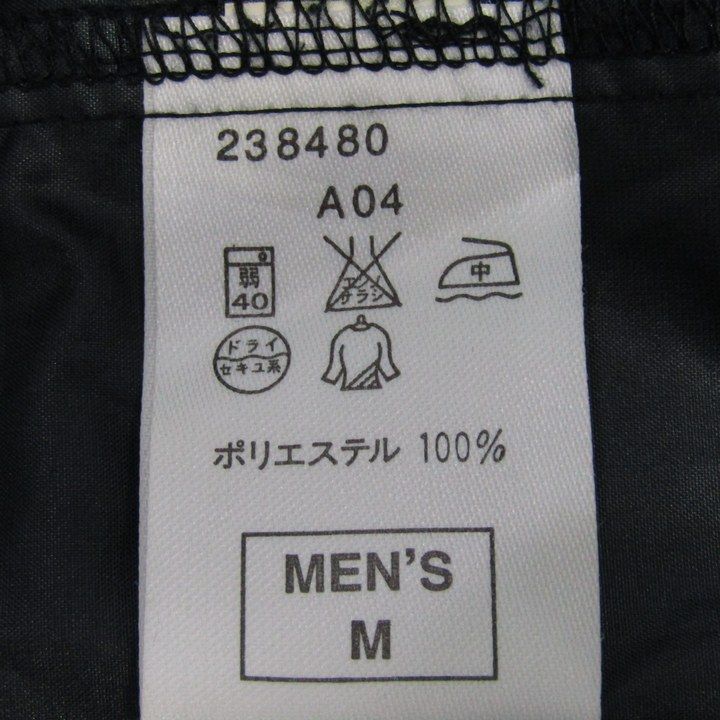 238480
A04
弱
40
エンソ
サラシ
中
ドライ
セキユ系
ポリエステル 100%
MEN'S
M